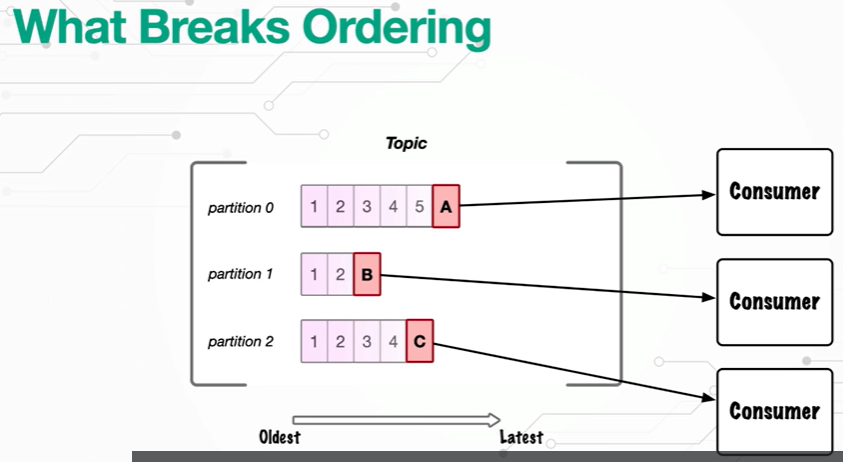 What Breaks Ordering
Topic
partition 0 1 2 3 4 5 A
Consumer
partition 1 1 2 B
Consumer
partition 2 1 2 3 4 C
Consumer
Oldest Latest